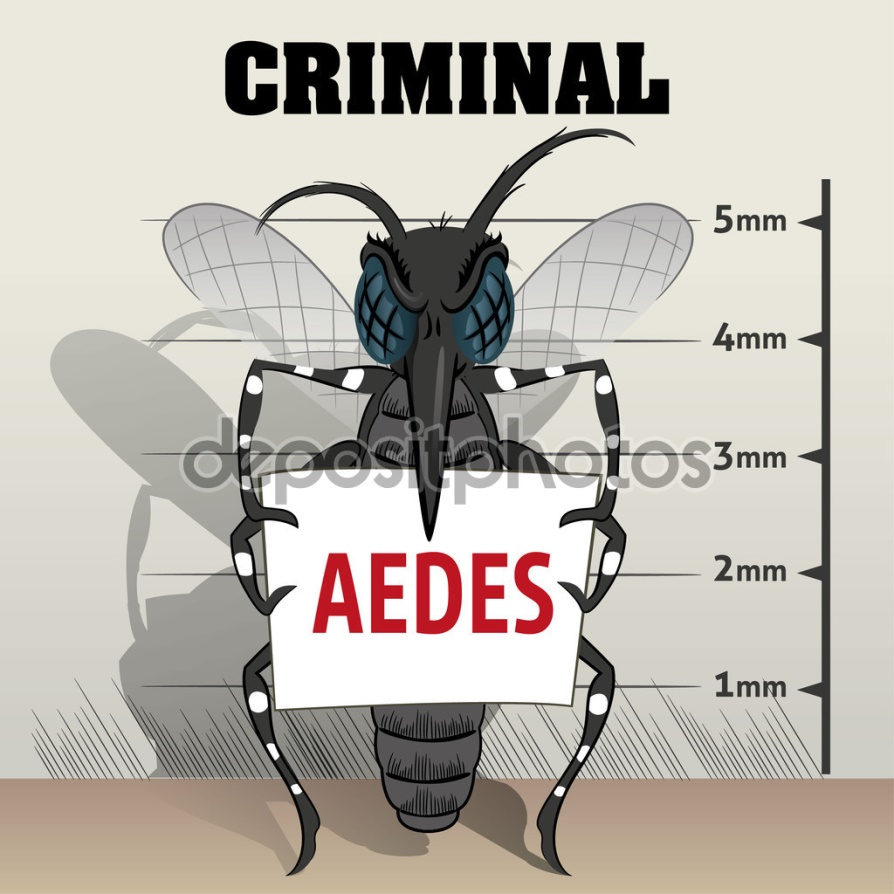 CRIMINAL
5mm
4mm
depositphotos
3mm
AEDES
2mm
1mm